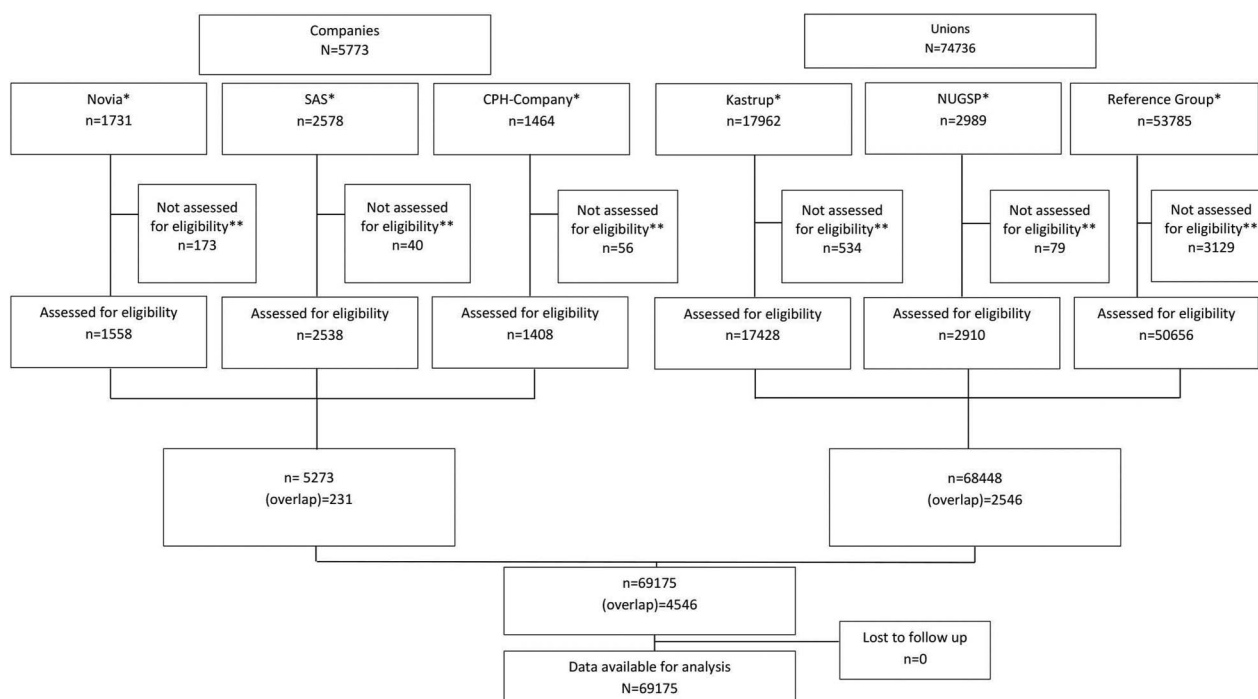 Companies
N=5773
Unions
N=74736
Novia*
n=1731
SAS*
n=2578
CPH-Company*
n=1464
Kastrup*
n=17962
NUGSP*
n=2989
Reference Group*
n=53785
Not assessed
for eligibility**
n=173
Not assessed
for eligibility**
n=40
Not assessed
for eligibility**
n=56
Not assessed
for eligibility**
n=534
Not assessed
for eligibility**
n=79
Not assessed
for eligibility**
n=3129
Assessed for eligibility
n=1558
Assessed for eligibility
n=2538
Assessed for eligibility
n=1408
Assessed for eligibility
n=17428
Assessed for eligibility
n=2910
Assessed for eligibility
n=50656
n= 5273
(overlap)=231
n=68448
(overlap)=2546
n=69175
(overlap)=4546
Lost to follow up
n=0
Data available for analysis
N=69175